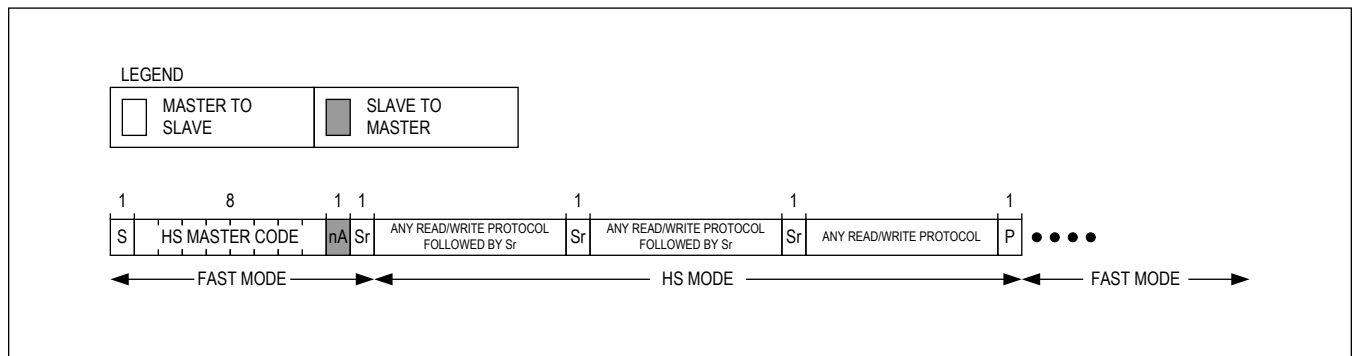 LEGEND
MASTER TO
SLAVE
SLAVE TO
MASTER
1 8 1 1 1 1 1
S HS MASTER CODE nA Sr ANY READ/WRITE PROTOCOL
FOLLOWED BY Sr Sr ANY READ/WRITE PROTOCOL
FOLLOWED BY Sr Sr ANY READ/WRITE PROTOCOL P
FAST MODE HS MODE FAST MODE